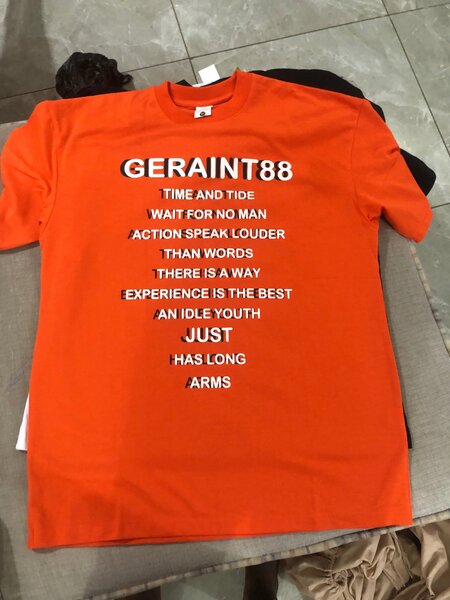 GERAINT88
TIME AND TIDE
WAIT FOR NO MAN
ACTION SPEAK LOUDER
THAN WORDS
THERE IS A WAY
EXPERIENCE IS THE BEST
AN IDLE YOUTH
JUST
HAS LONG
ARMS